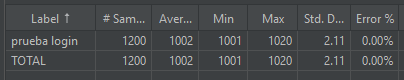 Label ↑ # Sam... Aver... Min Max Std. D... Error %
prueba login 1200 1002 1001 1020 2.11 0.00%
TOTAL 1200 1002 1001 1020 2.11 0.00%